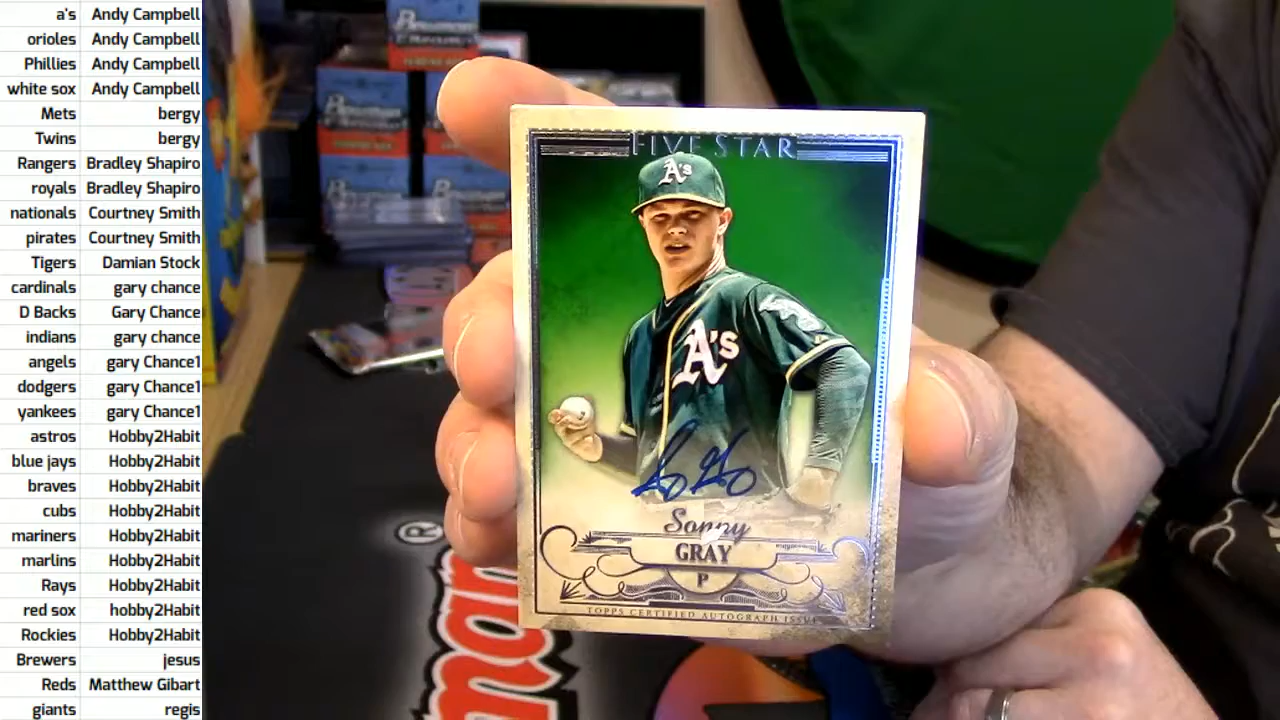 a's Andy Campbell
orioles Andy Campbell
Phillies Andy Campbell
white sox Andy Campbell
Mets bergy
Twins bergy
Rangers Bradley Shapiro
royals Bradley Shapiro
nationals Courtney Smith
pirates Courtney Smith
Tigers Damian Stock
cardinals gary chance
D Backs Gary Chance
indians gary chance
angels gary Chance1
dodgers gary Chance1
yankees gary Chance1
astros Hobby2Habit
blue jays Hobby2Habit
braves Hobby2Habit
cubs Hobby2Habit
mariners Hobby2Habit
marlins Hobby2Habit
Rays Hobby2Habit
red sox hobby2Habit
Rockies Hobby2Habit
Brewers jesus
Reds Matthew Gibart
giants regis
Bowman
Bowman
FIVE STAR
A's
A's
Sonny
GRAY
P
TOPPS CERTIFIED AUTOGRAPH ISSUE
®